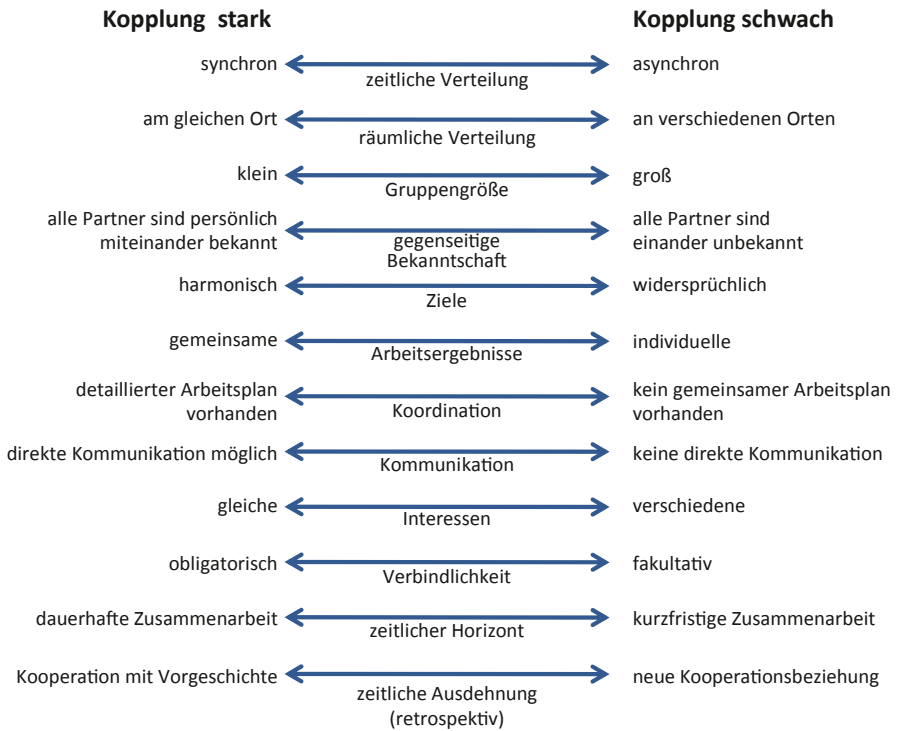 Kopplung stark
Kopplung schwach
synchron
zeitliche Verteilung
asynchron
am gleichen Ort
räumliche Verteilung
an verschiedenen Orten
klein
Gruppengröße
groß
alle Partner sind persönlich
miteinander bekannt
gegenseitige
Bekanntschaft
alle Partner sind
einander unbekannt
harmonisch
Ziele
widersprüchlich
gemeinsame
Arbeitsergebnisse
individuelle
detaillierter Arbeitsplan
vorhanden
Koordination
kein gemeinsamer Arbeitsplan
vorhanden
direkte Kommunikation möglich
Kommunikation
keine direkte Kommunikation
gleiche
Interessen
verschiedene
obligatorisch
Verbindlichkeit
fakultativ
dauerhafte Zusammenarbeit
zeitlicher Horizont
kurzfristige Zusammenarbeit
Kooperation mit Vorgeschichte
zeitliche Ausdehnung
(retrospektiv)
neue Kooperationsbeziehung